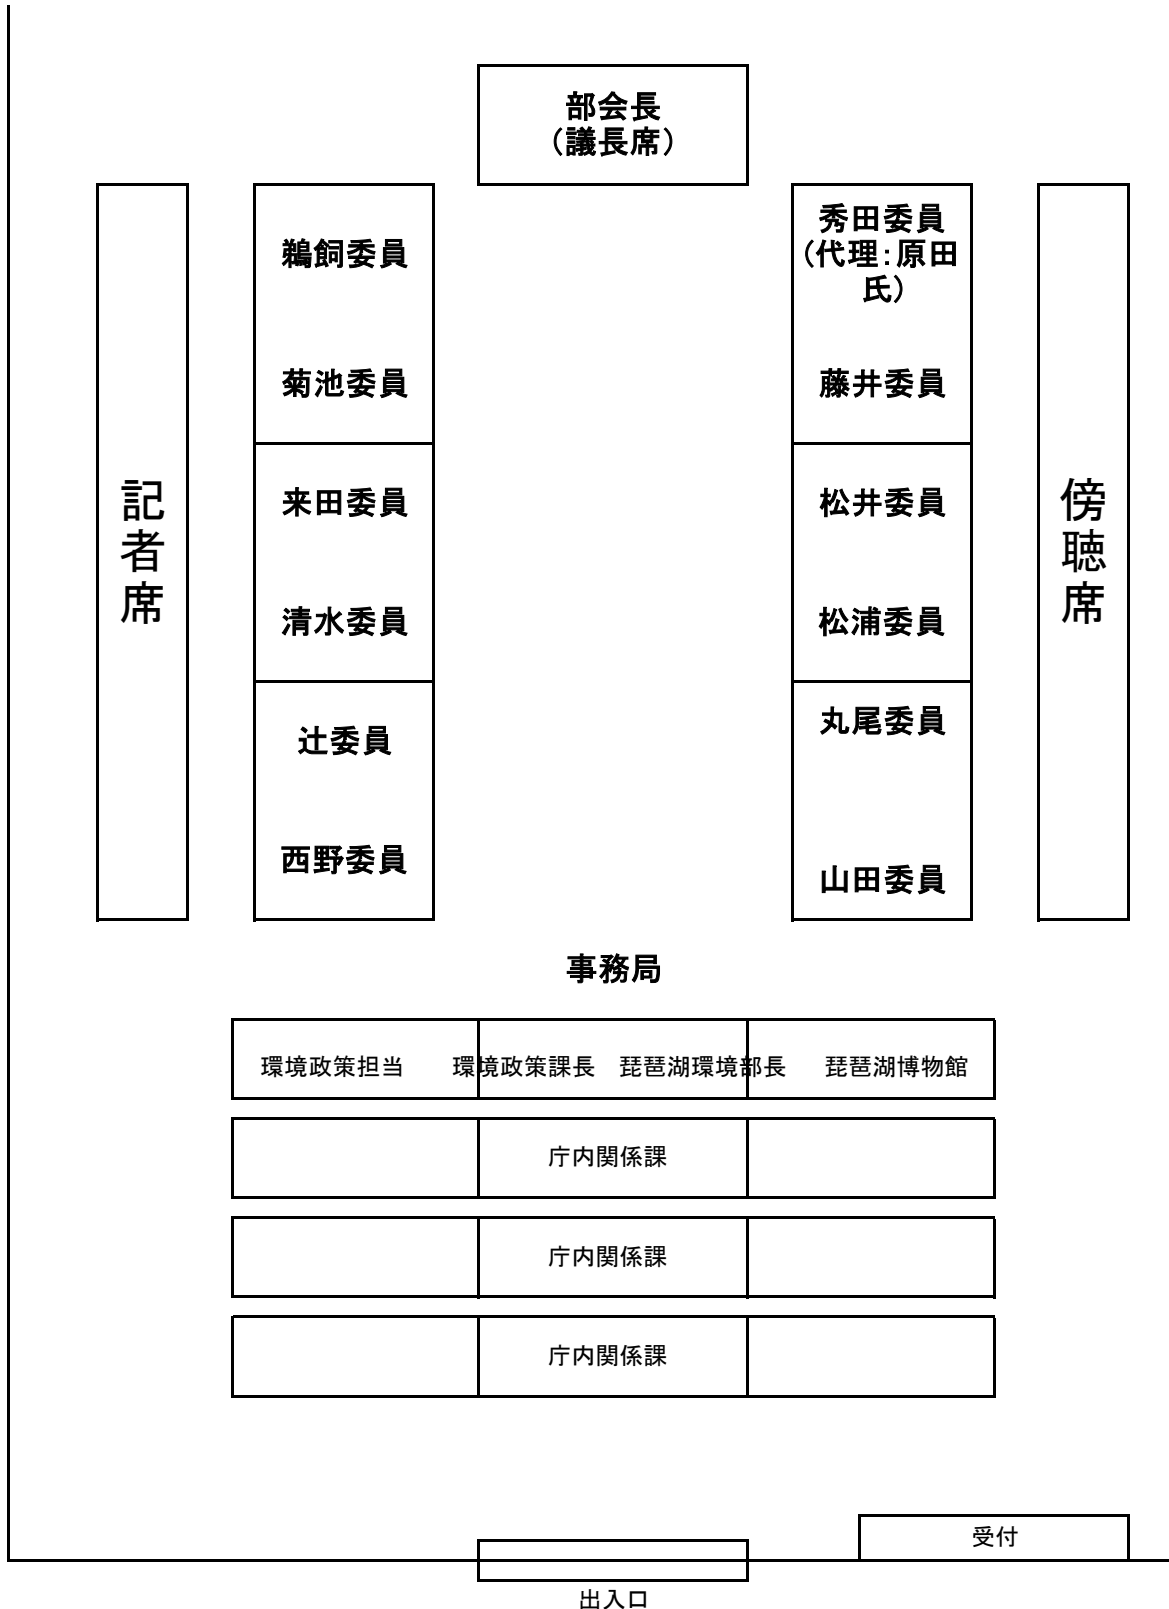 部会長
（議長席）
記者席
鵜飼委員
菊池委員
来田委員
清水委員
辻委員
西野委員
秀田委員
（代理：原田
氏）
藤井委員
松井委員
松浦委員
丸尾委員
山田委員
傍聴席
事務局
環境政策担当 環境政策課長 琵琶湖環境部長 琵琶湖博物館
庁内関係課
庁内関係課
庁内関係課
受付
出入口